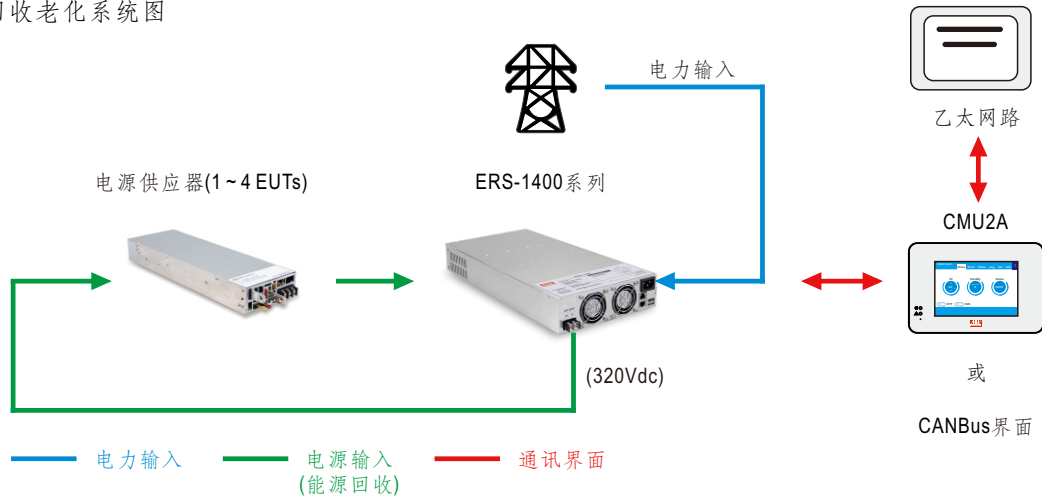 收老化系统图
电力输入
乙太网路
电源供应器(1~4 EUTs)
ERS-1400系列
CMU2A
(320Vdc)
或
CANBus界面
电力输入
电源输入
(能源回收)
通讯界面